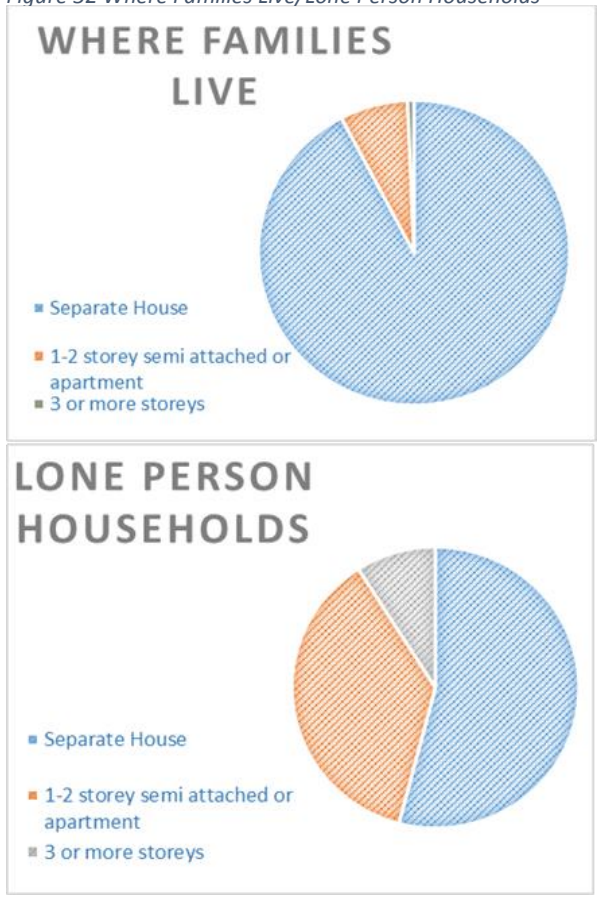 Figure 32 Where Families Live/Lone Person Households
WHERE FAMILIES
LIVE
Separate House
1-2 storey semi attached or
apartment
3 or more storeys
LONE PERSON
HOUSEHOLDS
Separate House
1-2 storey semi attached or
apartment
3 or more storeys